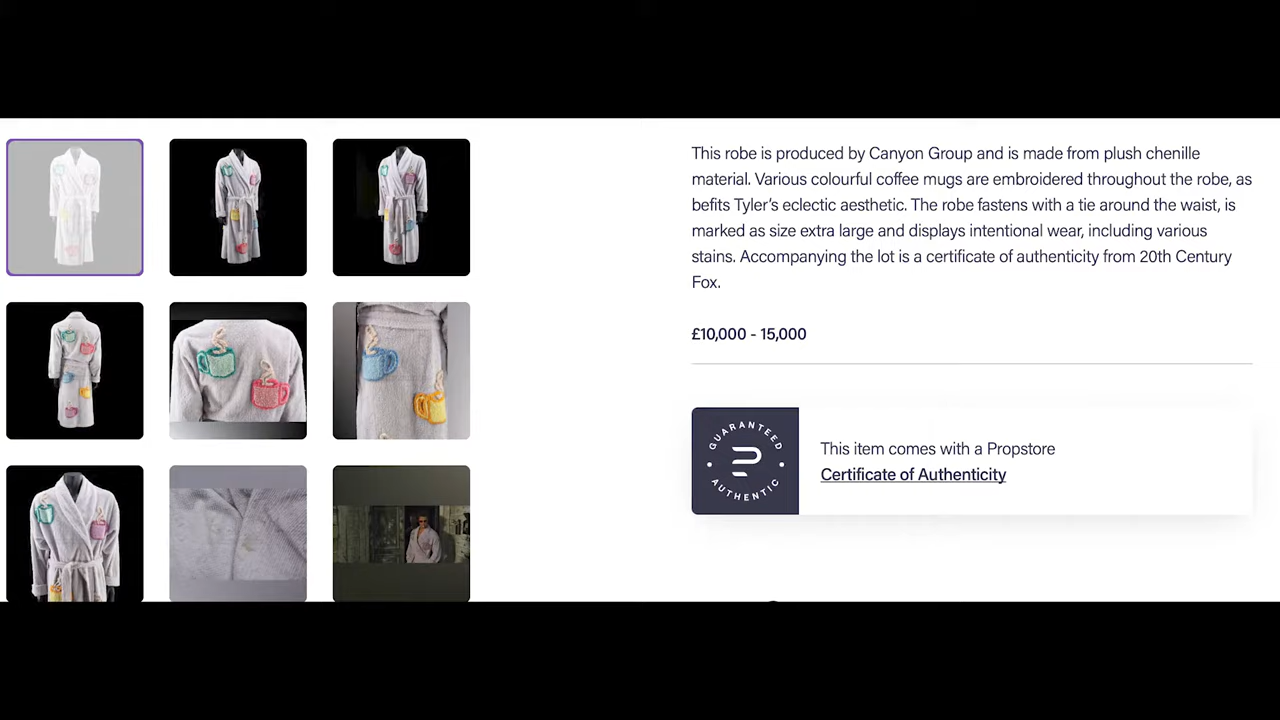 This robe is produced by Canyon Group and is made from plush chenille
material. Various colourful coffee mugs are embroidered throughout the robe, as
befits Tyler's eclectic aesthetic. The robe fastens with a tie around the waist, is
marked as size extra large and displays intentional wear, including various
stains. Accompanying the lot is a certificate of authenticity from 20th Century
Fox.
£10,000 - 15,000
GUARANTEED
AUTHENTIC
This item comes with a Propstore
Certificate of Authenticity